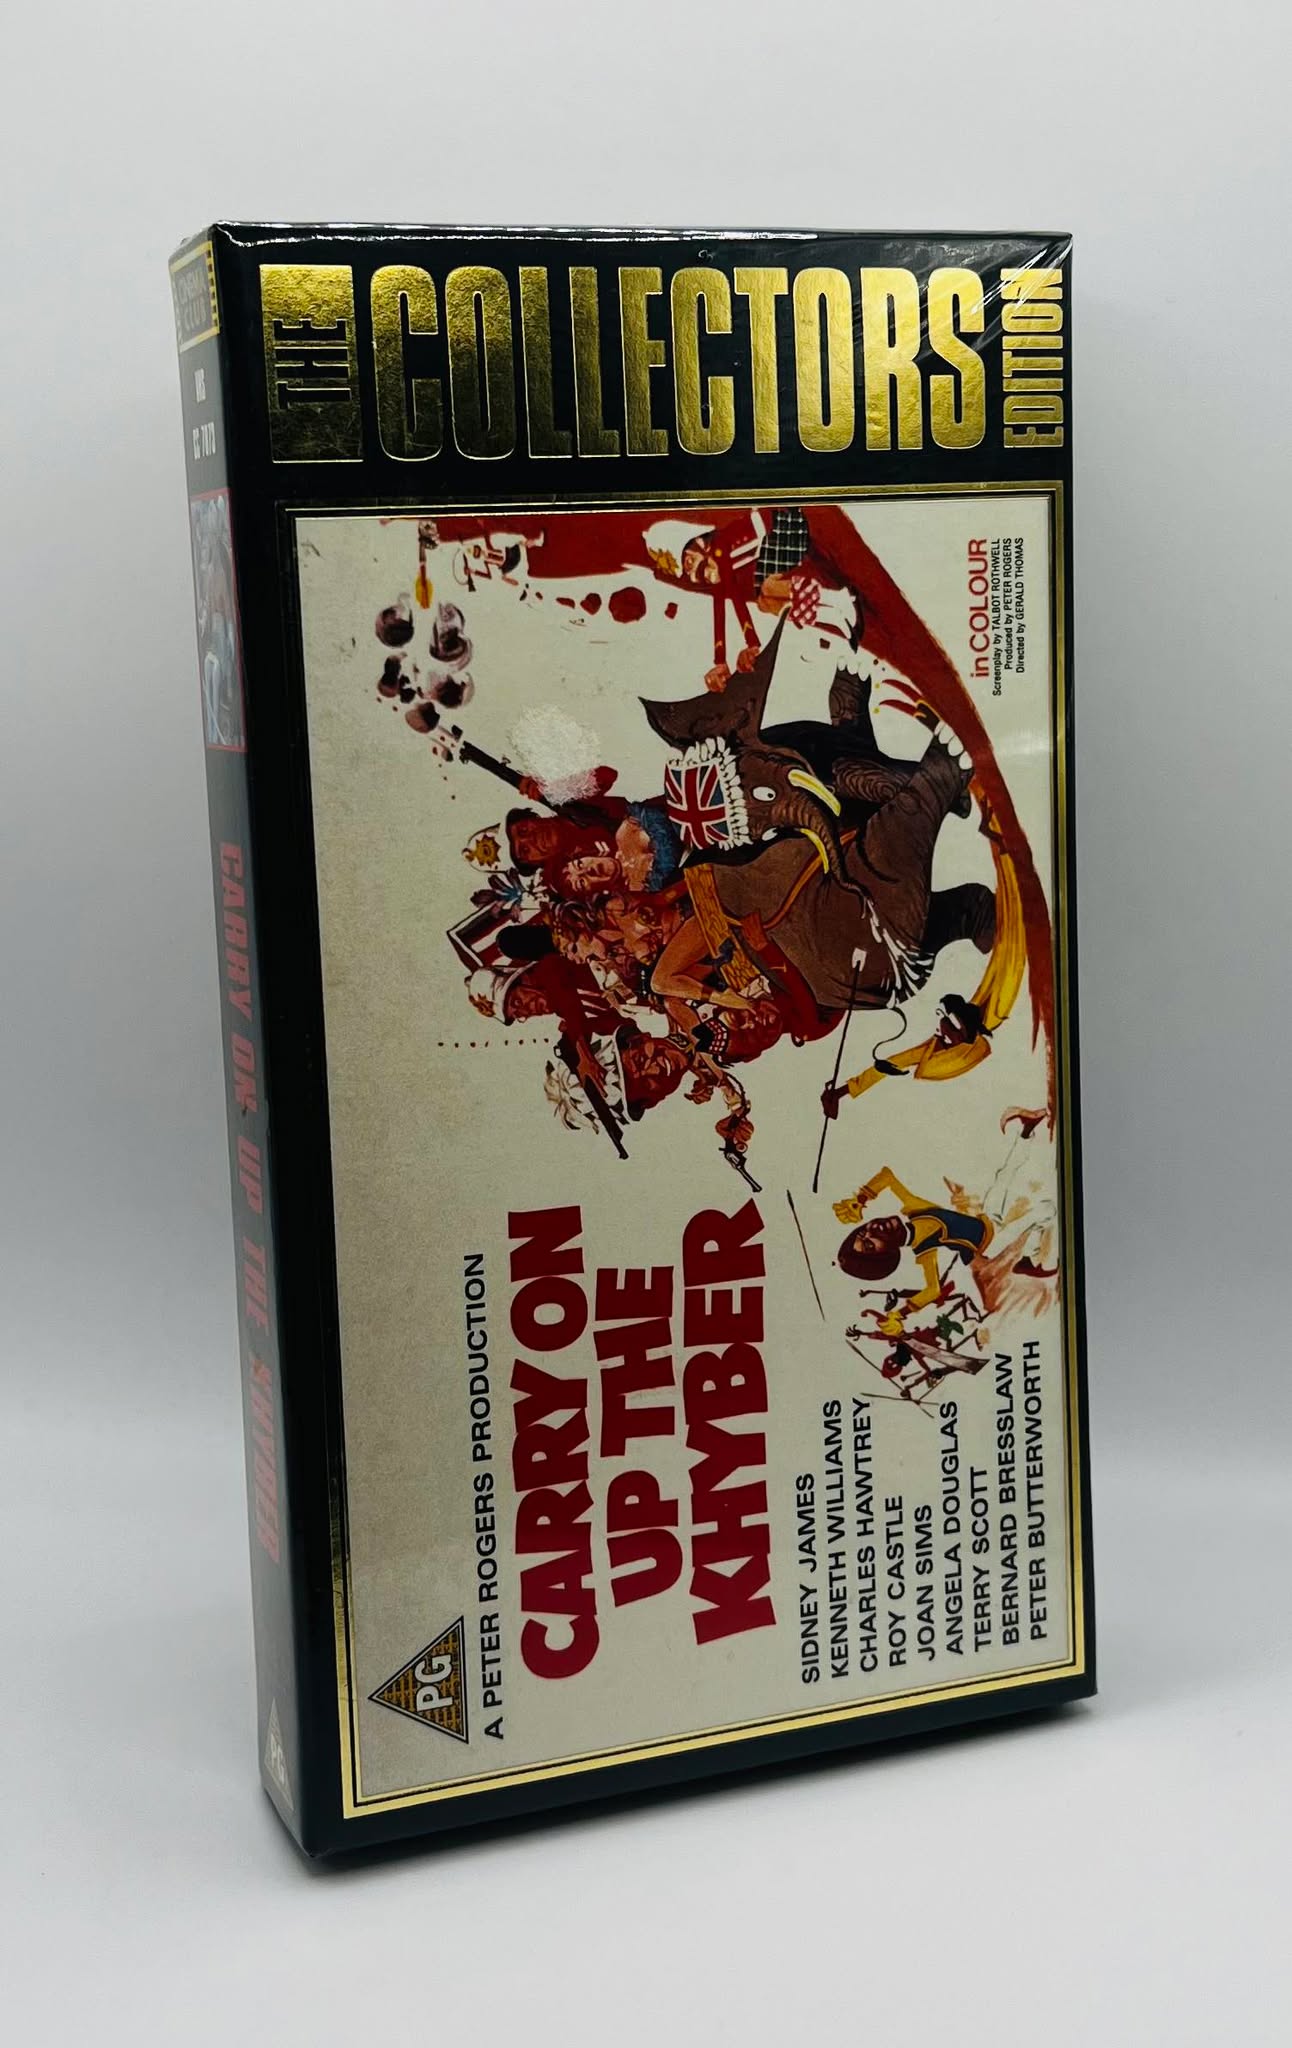 THE
COLLECTORS
EDITION
PG
A PETER ROGERS PRODUCTION
CARRY ON
UP THE
KHYBER
SIDNEY JAMES
KENNETH WILLIAMS
CHARLES HAWTREY
ROY CASTLE
JOAN SIMS
ANGELA DOUGLAS
TERRY SCOTT
BERNARD BRESSLAW
PETER BUTTERWORTH
in COLOUR
Screenplay by TALBOT ROTHWELL
Produced by PETER ROGERS
Directed by GERALD THOMAS
CINEMA
CLUB
VHS
CC 7073
CARRY ON UP THE KHYBER
PG